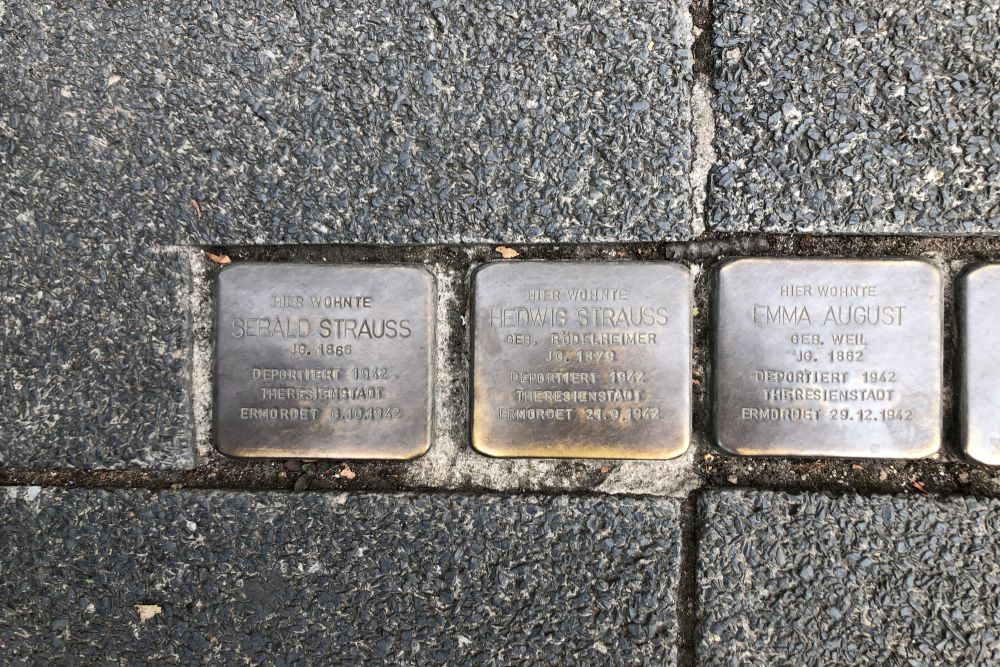 HIER WOHNTE
SEBALD STRAUSS
JG. 1866
DEPORTIERT 1942
THERESIENSTADT
ERMORDET 8.10.1942
HIER WOHNTE
HEDWIG STRAUSS
GEB. RÖDELHEIMER
JG. 1879
DEPORTIERT 1942
THERESIENSTADT
ERMORDET
HIER WOHNTE
EMMA AUGUST
GEB. WEIL
JG. 1862
DEPORTIERT 1942
THERESIENSTADT
ERMORDET 29.12.1942